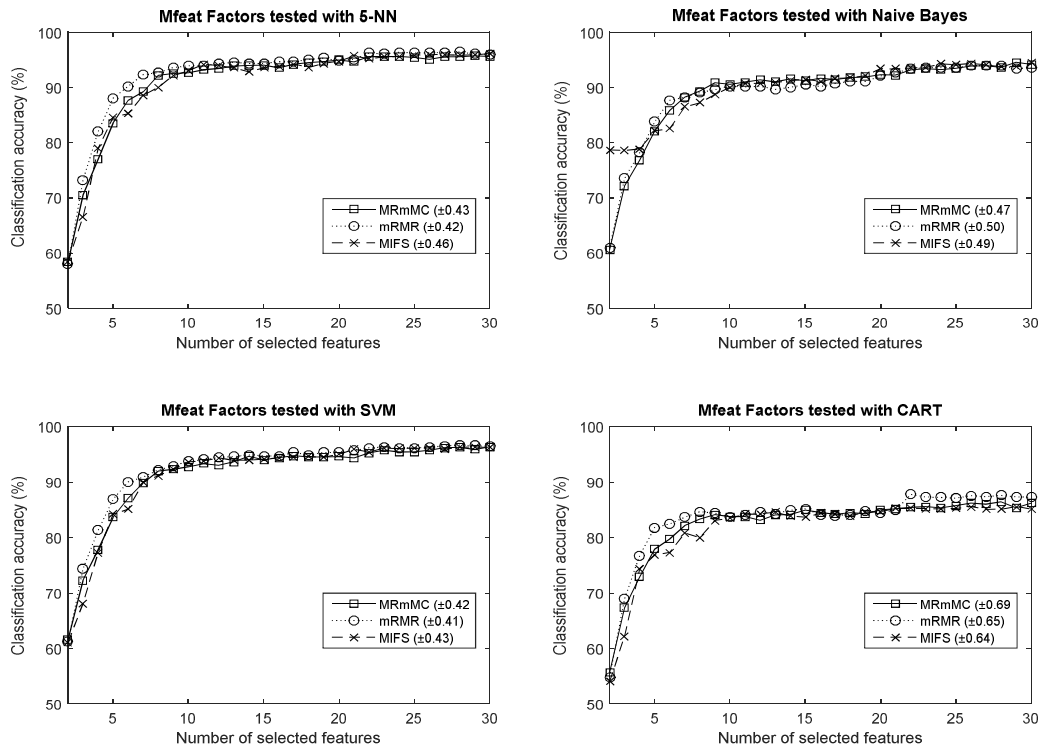 Mfeat Factors tested with 5-NN
100
90
80
70
60
50
Classification accuracy (%)
MRmMC (±0.43
mRMR (±0.42)
MIFS (±0.46)
5
10
15
20
25
30
Number of selected features
Mfeat Factors tested with Naive Bayes
100
90
80
70
60
50
Classification accuracy (%)
MRmMC (±0.47
mRMR (±0.50)
MIFS (±0.49)
5
10
15
20
25
30
Number of selected features
Mfeat Factors tested with SVM
100
90
80
70
60
50
Classification accuracy (%)
MRmMC (±0.42
mRMR (±0.41)
MIFS (±0.43)
5
10
15
20
25
30
Number of selected features
Mfeat Factors tested with CART
100
90
80
70
60
50
Classification accuracy (%)
MRmMC (±0.69
mRMR (±0.65)
MIFS (±0.64)
5
10
15
20
25
30
Number of selected features